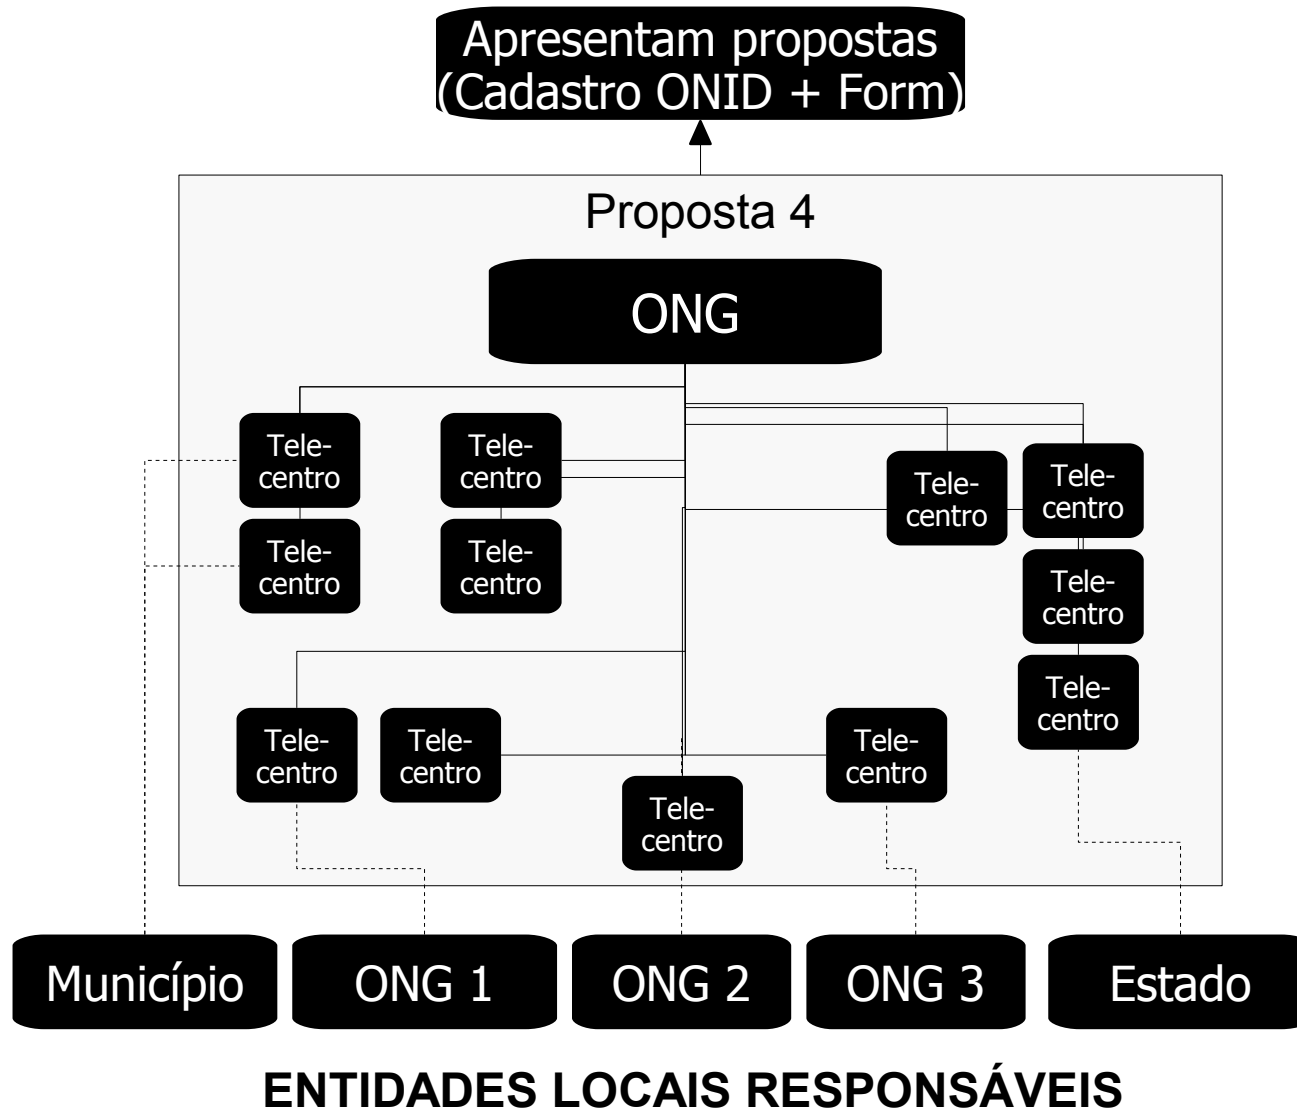 Apresentam propostas
(Cadastro ONID + Form)
Proposta 4
ONG
Tele-
centro
Tele-
centro
Tele-
centro
Tele-
centro
Tele-
centro
Tele-
centro
Tele-
centro
Tele-
centro
Tele-
centro
Tele-
centro
Tele-
centro
Tele-
centro
Tele-
centro
Município
ONG 1
ONG 2
ONG 3
Estado
ENTIDADES LOCAIS RESPONSÁVEIS